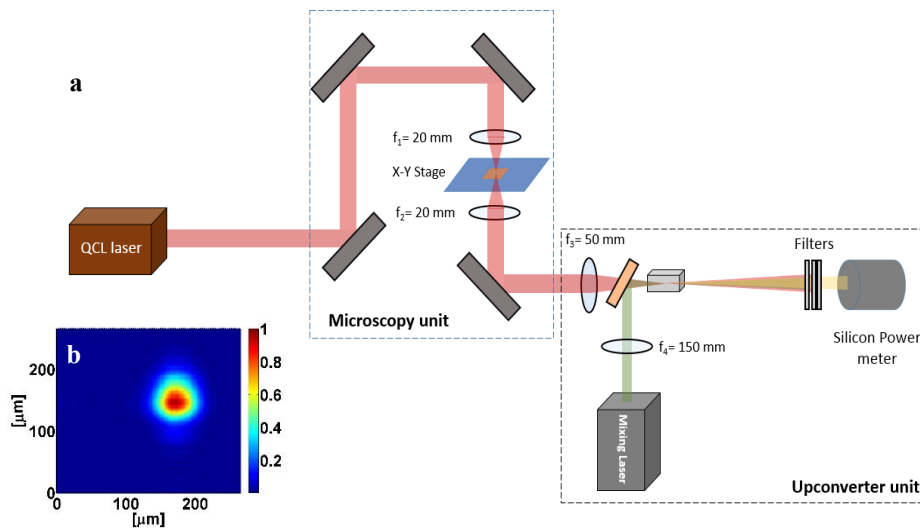 a
f₁= 20 mm
X-Y Stage
f₂= 20 mm
QCL laser
f₃= 50 mm
Filters
Microscopy unit
Silicon Power
meter
f₄= 150 mm
Mixing Laser
Upconverter unit
b
[μm]
200
100
0
0
100
200
[μm]
1
0.8
0.6
0.4
0.2